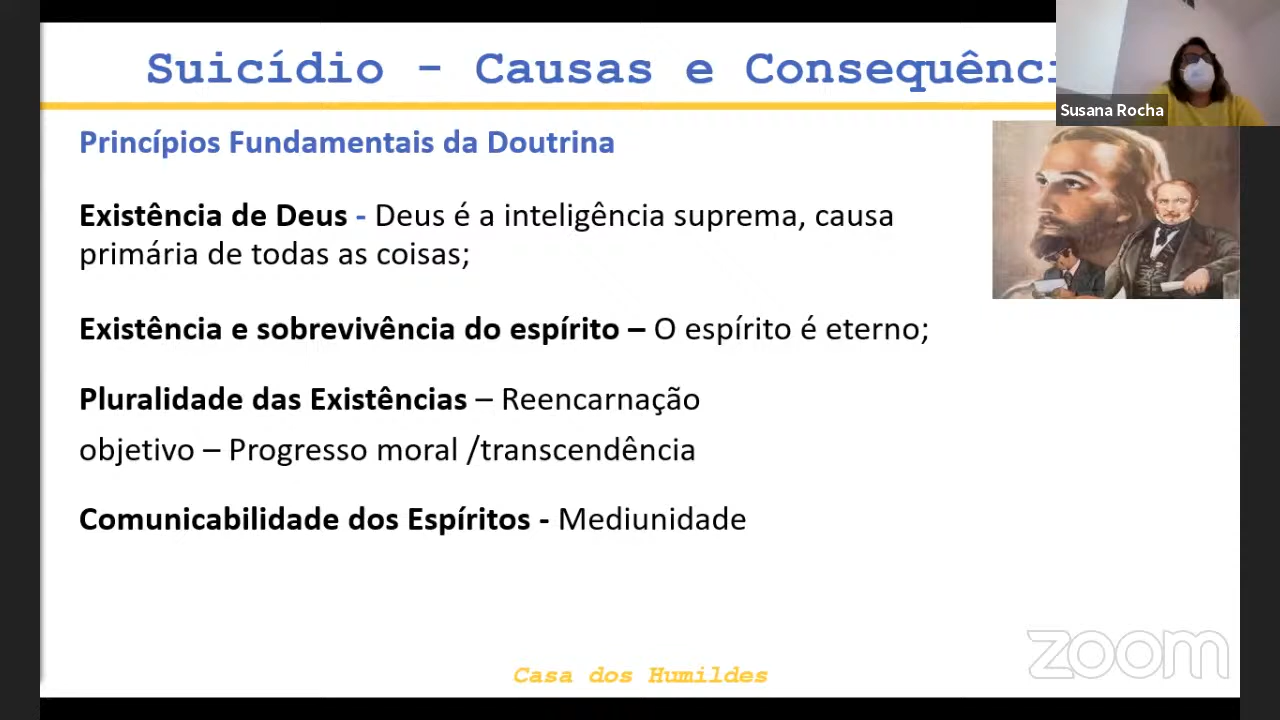 Suicídio - Causas e Consequênci
Susana Rocha
Princípios Fundamentais da Doutrina
Existência de Deus - Deus é a inteligência suprema, causa
primária de todas as coisas;
Existência e sobrevivência do espírito – O espírito é eterno;
Pluralidade das Existências – Reencarnação
objetivo – Progresso moral /transcendência
Comunicabilidade dos Espíritos - Mediunidade
zoom
Casa dos Humildes